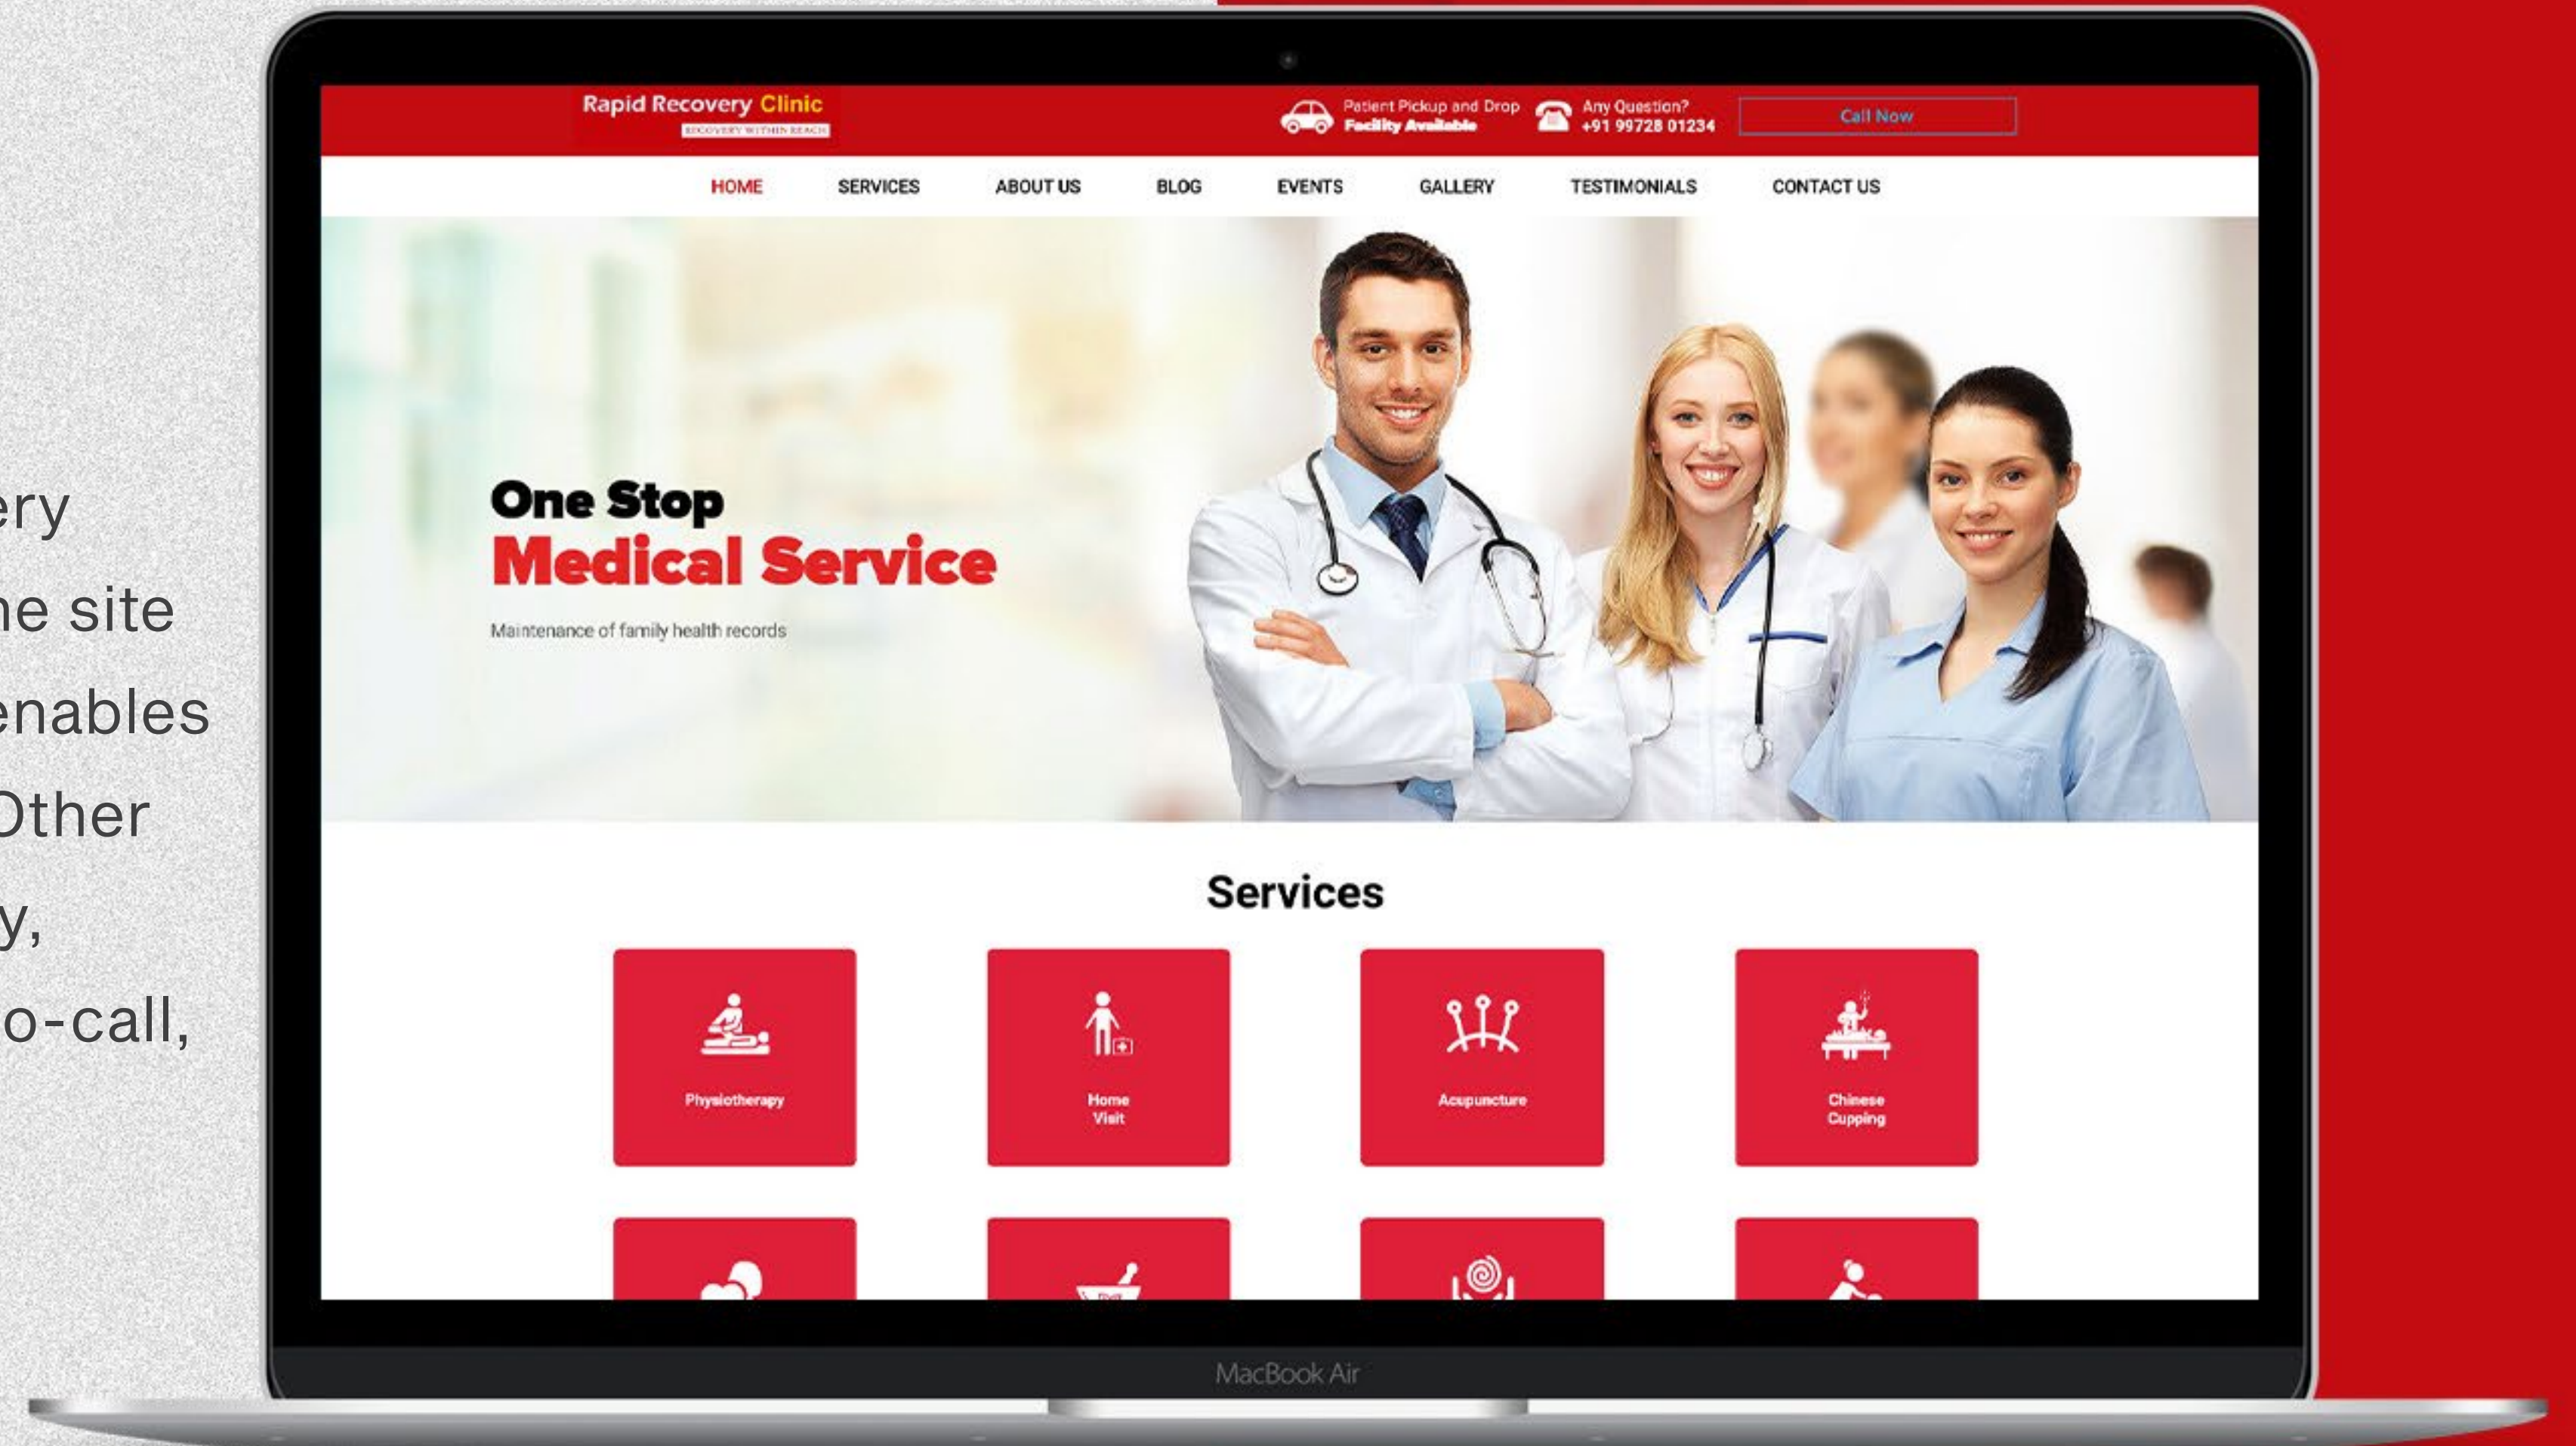 ery
ne site
enables
Other
y,
o-call,
Rapid Recovery Clinic
RECOVERY WITHIN REACH
Patient Pickup and Drop
Facility Available
Any Question?
+91 99728 01234
Call Now
HOME SERVICES ABOUT US BLOG EVENTS GALLERY TESTIMONIALS CONTACT US
One Stop
Medical Service
Maintenance of family health records
Services
Physiotherapy
Home
Visit
Acupuncture
Chinese
Cupping
MacBook Air